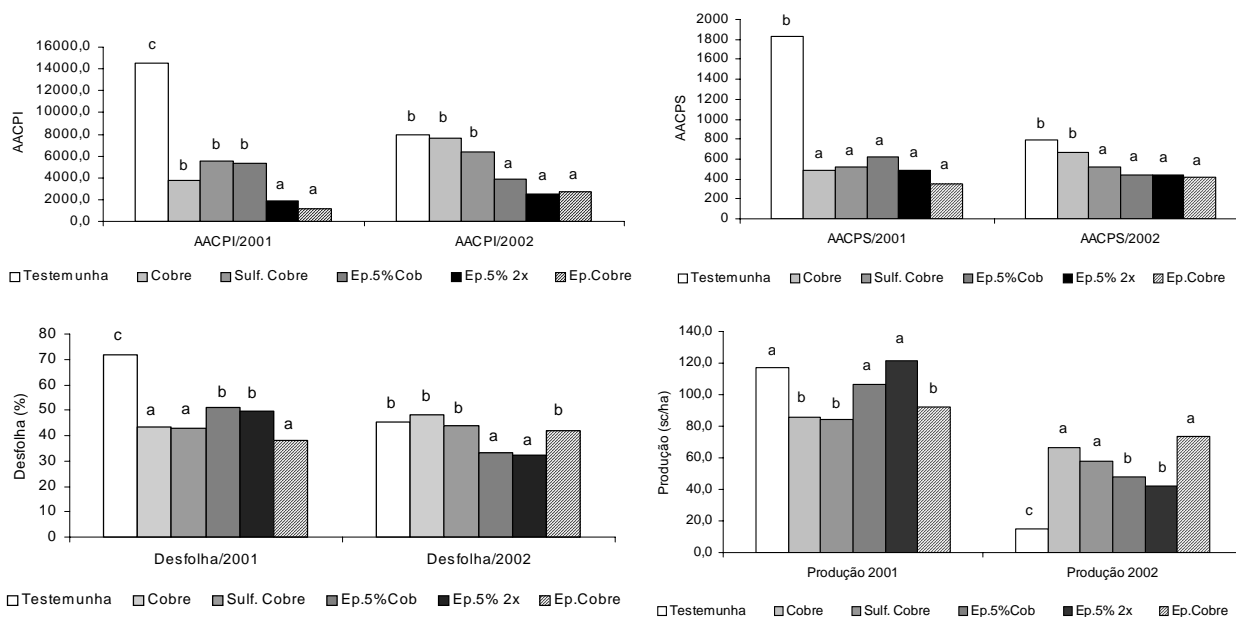 AACPI
16000,0
14000,0
12000,0
10000,0
8000,0
6000,0
4000,0
2000,0
0,0
c
b
b
b
a
a
b
b
b
a
a
a
AACPI/2001
AACPI/2002
Testemunha Cobre Sulf. Cobre Ep.5%Cob Ep.5% 2x Ep.Cobre
AACPS
2000
1800
1600
1400
1200
1000
800
600
400
200
0
b
a
a
a
a
a
b
b
a
a
a
a
AACPS/2001
AACPS/2002
Testemunha Cobre Sulf. Cobre Ep.5%Cob Ep.5% 2x Ep.Cobre
Desfolha (%)
80
70
60
50
40
30
20
10
0
c
a
a
b
b
a
b
b
b
a
a
b
Desfolha/2001
Desfolha/2002
Testemunha Cobre Sulf. Cobre Ep.5%Cob Ep.5% 2x Ep.Cobre
Produção (sc/ha)
140,0
120,0
100,0
80,0
60,0
40,0
20,0
0,0
a
b
b
a
a
b
c
a
a
b
b
a
Produção 2001
Produção 2002
Testemunha Cobre Sulf. Cobre Ep.5%Cob Ep.5% 2x Ep.Cobre